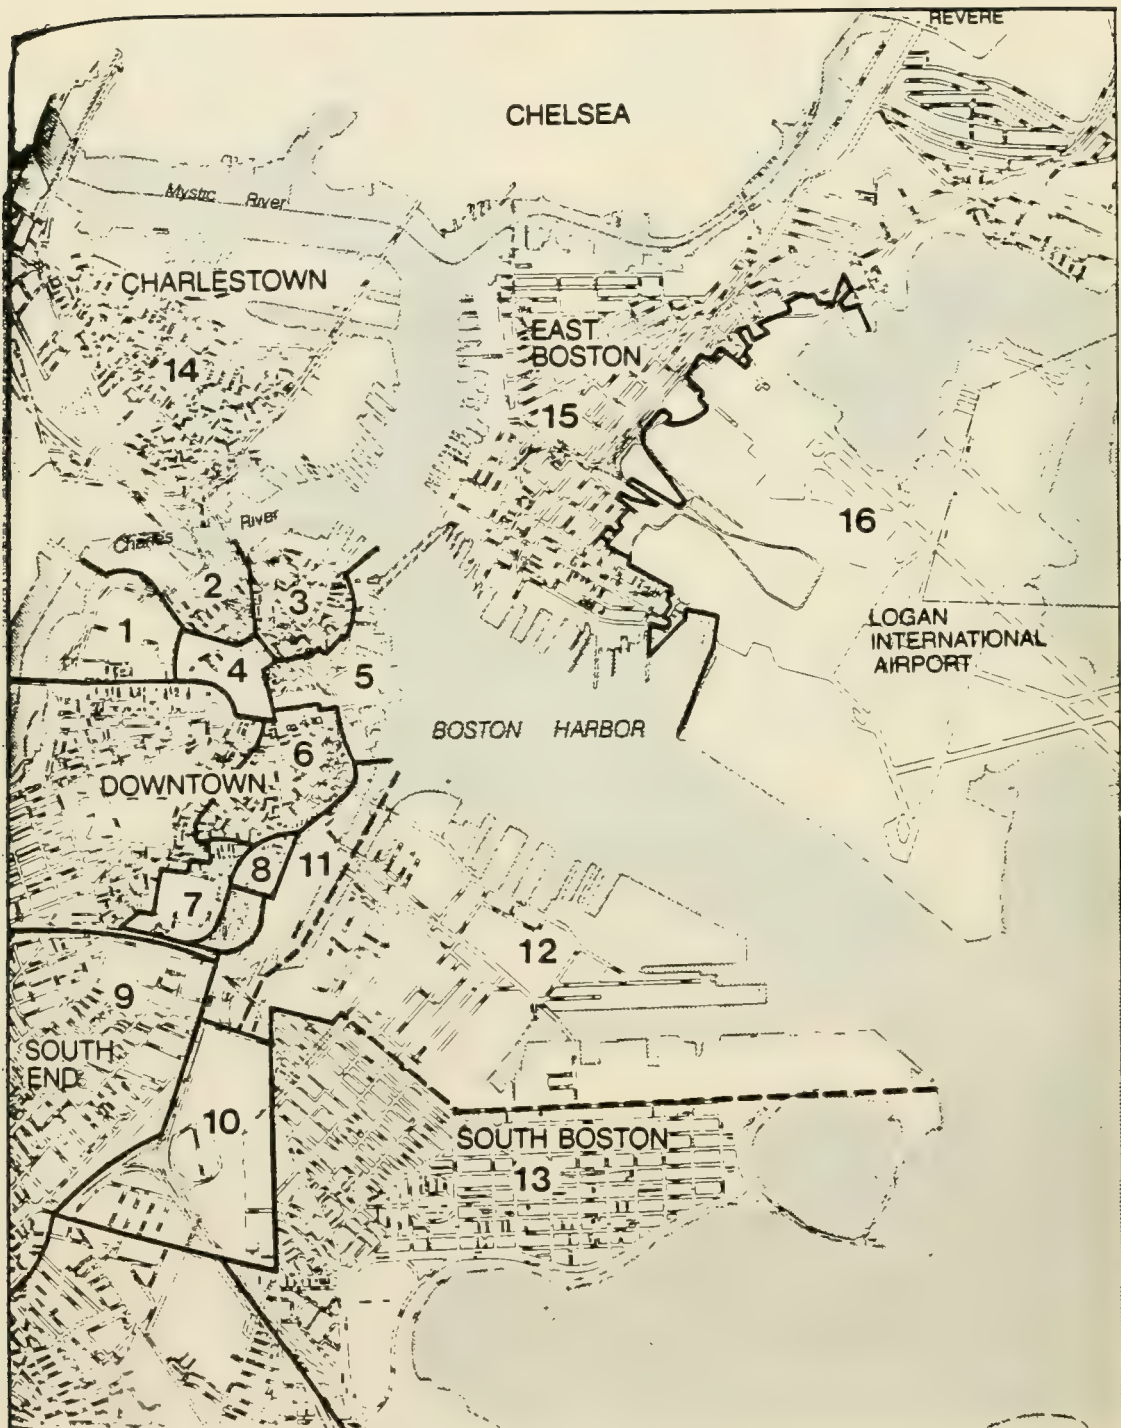 REVERE
CHELSEA
Mystic River
CHARLESTOWN
EAST
BOSTON
14
15
16
Charles River
2
3
1
4
5
LOGAN
INTERNATIONAL
AIRPORT
BOSTON HARBOR
6
DOWNTOWN
8
11
7
12
9
SOUTH
END
10
SOUTH BOSTON
13